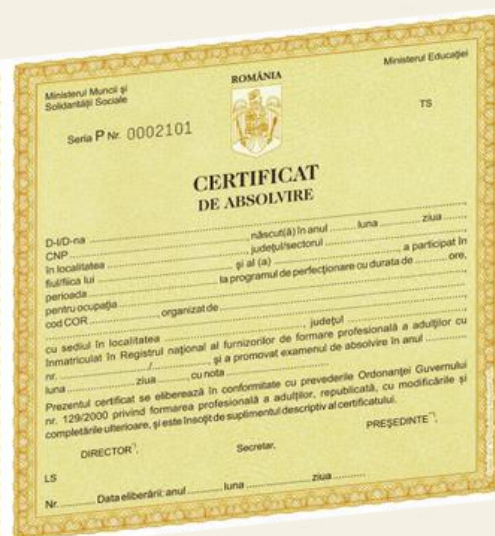 Ministerul Muncii și
Solidarității Sociale
ROMÂNIA
Ministerul Educației
Seria P Nr. 0002101
TS
CERTIFICAT
DE ABSOLVIRE
D-l/D-na ..........................................................................................................,
CNP ........................................, născut(ă) în anul .......... luna .............. ziua ......,
în localitatea ..................................., județul/sectorul .....................................,
fiul/fiica lui ................................ și al (a) ................................ a participat în
perioada ................................ la programul de perfecționare cu durata de .......... ore,
pentru ocupația ..........................................................................................
cod COR .................., organizat de ..................................................................
cu sediul în localitatea ..................................., județul ...................................,
înmatriculat în Registrul național al furnizorilor de formare profesională a adulților cu
nr. ................../.................., și a promovat examenul de absolvire în anul ..............
luna .............. ziua .......... cu nota ..............................
Prezentul certificat se eliberează în conformitate cu prevederile Ordonanței Guvernului
nr. 129/2000 privind formarea profesională a adulților, republicată, cu modificările și
completările ulterioare, și este însoțit de suplimentul descriptiv al certificatului.
DIRECTOR*), Secretar, PREȘEDINTE**),
LS
Nr. .............. Data eliberării: anul .............. luna .................. ziua ..............